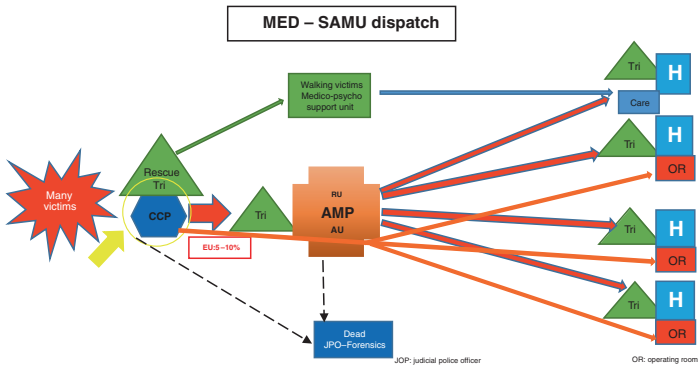 MED – SAMU dispatch
Walking victims
Medico-psycho
support unit
Tri
H
Care
Tri
H
OR
Rescue
Tri
CCP
Many
victims
Tri
RU
AMP
AU
EU:5–10%
Tri
H
OR
Tri
H
OR
Dead
JPO–Forensics
JOP: judicial police officer
OR: operating room